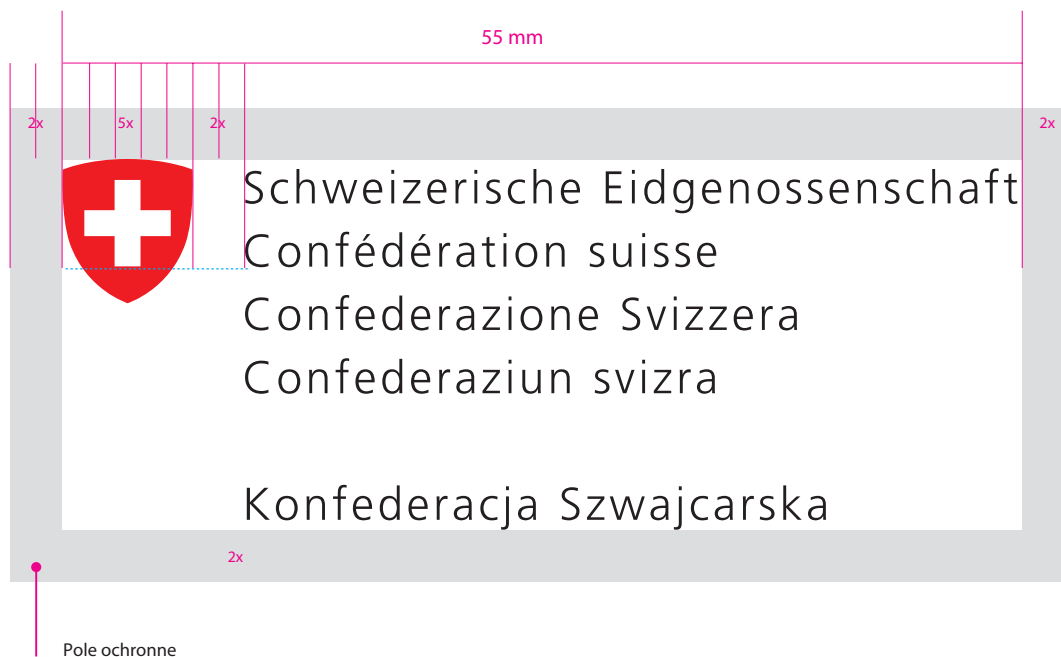 55 mm
2x 5x 2x 2x
Schweizerische Eidgenossenschaft
Confédération suisse
Confederazione Svizzera
Confederaziun svizra
Konfederacja Szwajcarska
2x
Pole ochronne